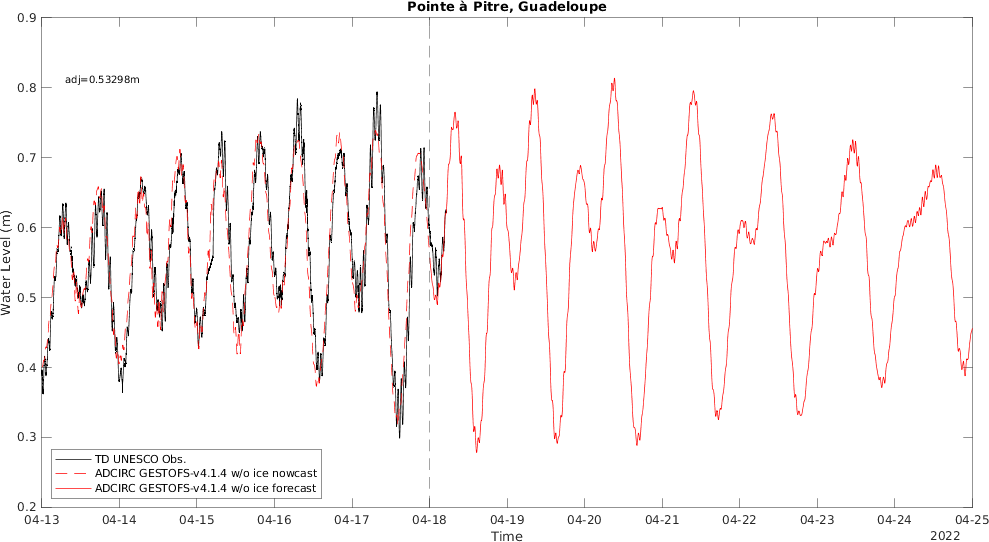 Pointe à Pitre, Guadeloupe
0.9
0.8
0.7
0.6
0.5
0.4
0.3
0.2
Water Level (m)
adj=0.53298m
TD UNESCO Obs.
ADCIRC GESTOFS-v4.1.4 w/o ice nowcast
ADCIRC GESTOFS-v4.1.4 w/o ice forecast
04-13 04-14 04-15 04-16 04-17 04-18 04-19 04-20 04-21 04-22 04-23 04-24 04-25
Time
2022